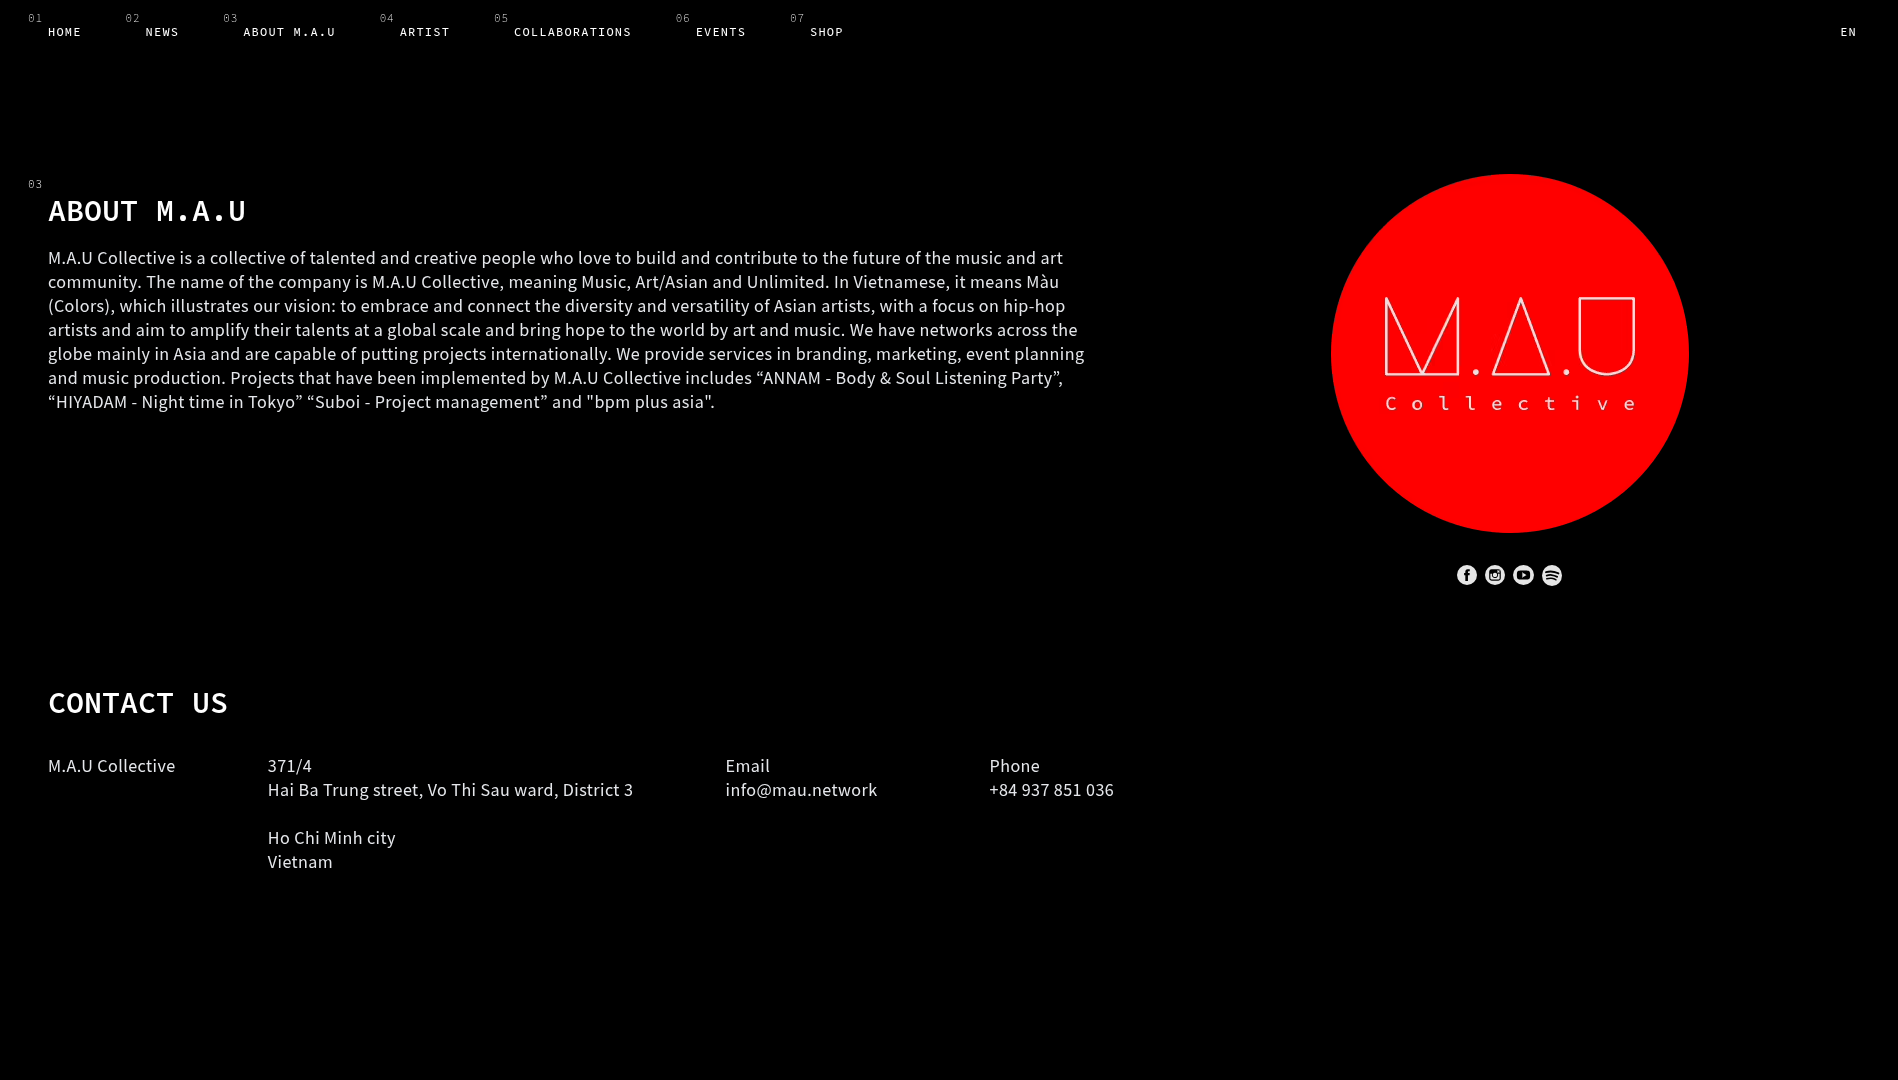 01
HOME
02
NEWS
03
ABOUT M.A.U
04
ARTIST
05
COLLABORATIONS
06
EVENTS
07
SHOP
EN
03
ABOUT M.A.U
M.A.U Collective is a collective of talented and creative people who love to build and contribute to the future of the music and art
community. The name of the company is M.A.U Collective, meaning Music, Art/Asian and Unlimited. In Vietnamese, it means Màu
(Colors), which illustrates our vision: to embrace and connect the diversity and versatility of Asian artists, with a focus on hip-hop
artists and aim to amplify their talents at a global scale and bring hope to the world by art and music. We have networks across the
globe mainly in Asia and are capable of putting projects internationally. We provide services in branding, marketing, event planning
and music production. Projects that have been implemented by M.A.U Collective includes “ANNAM - Body & Soul Listening Party”,
“HIYADAM - Night time in Tokyo” “Suboi - Project management” and "bpm plus asia".
M.A.U
Collective
CONTACT US
M.A.U Collective
371/4
Hai Ba Trung street, Vo Thi Sau ward, District 3
Ho Chi Minh city
Vietnam
Email
info@mau.network
Phone
+84 937 851 036